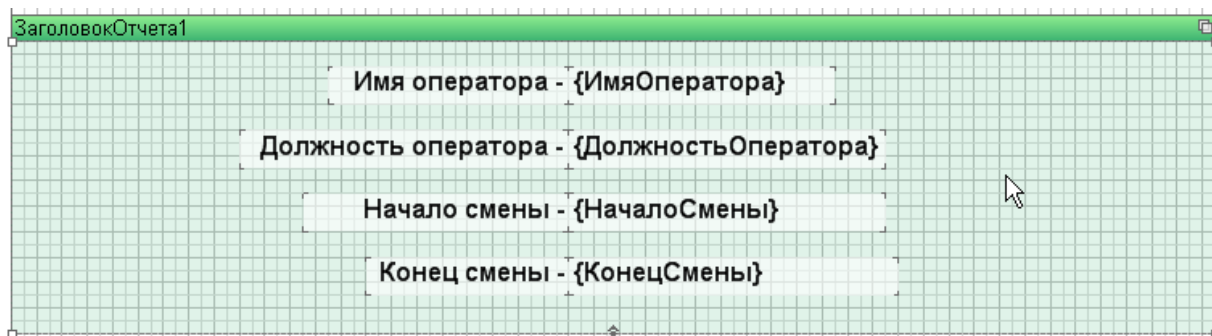 ЗаголовокОтчета1
Имя оператора - {ИмяОператора}
Должность оператора - {ДолжностьОператора}
Начало смены - {НачалоСмены}
Конец смены - {КонецСмены}